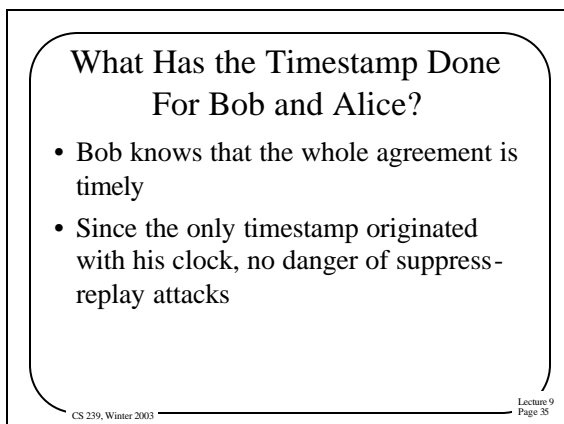 What Has the Timestamp Done
For Bob and Alice?
• Bob knows that the whole agreement is
timely
• Since the only timestamp originated
with his clock, no danger of suppress-
replay attacks
CS 239, Winter 2003
Lecture 9
Page 35